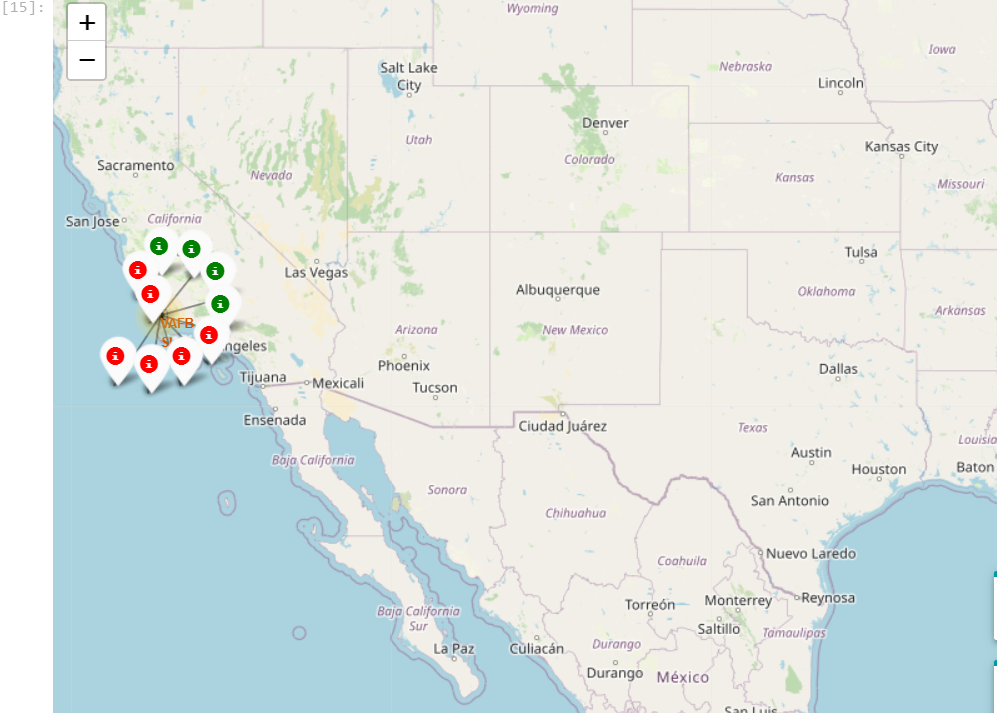 [15]:
+
−
Wyoming
Iowa
Nebraska
Salt Lake
City
Lincoln
Denver
Utah
Kansas City
Colorado
Sacramento
Nevada
Kansas
Missouri
San Jose
California
Tulsa
Las Vegas
Albuquerque
Oklahoma
Arkansas
VAFB
Arizona
New Mexico
ngeles
Phoenix
Dallas
Tijuana
Mexicali
Tucson
Ensenada
Ciudad Juárez
Texas
Louisia
Baja California
Austin
Houston
Baton
Sonora
San Antonio
Chihuahua
Nuevo Laredo
Coahuila
Reynosa
Torreón
Monterrey
Baja California
Sur
Saltillo
Tamaulipas
La Paz
Culiacán
Durango
Durango
México
San Luis